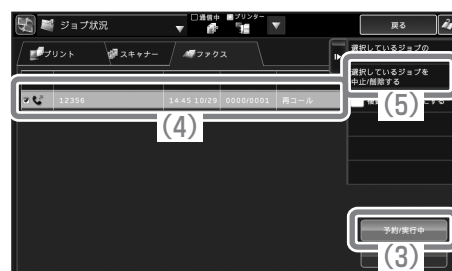 ジョブ状況
通信中
プリンター
戻る
プリント
スキャナー
ファクス
選択しているジョブの
選択しているジョブを
中止/削除する
12356
14:45 10/29
0000/0001
再コール
(4)
(5)
する
予約/実行中
(3)